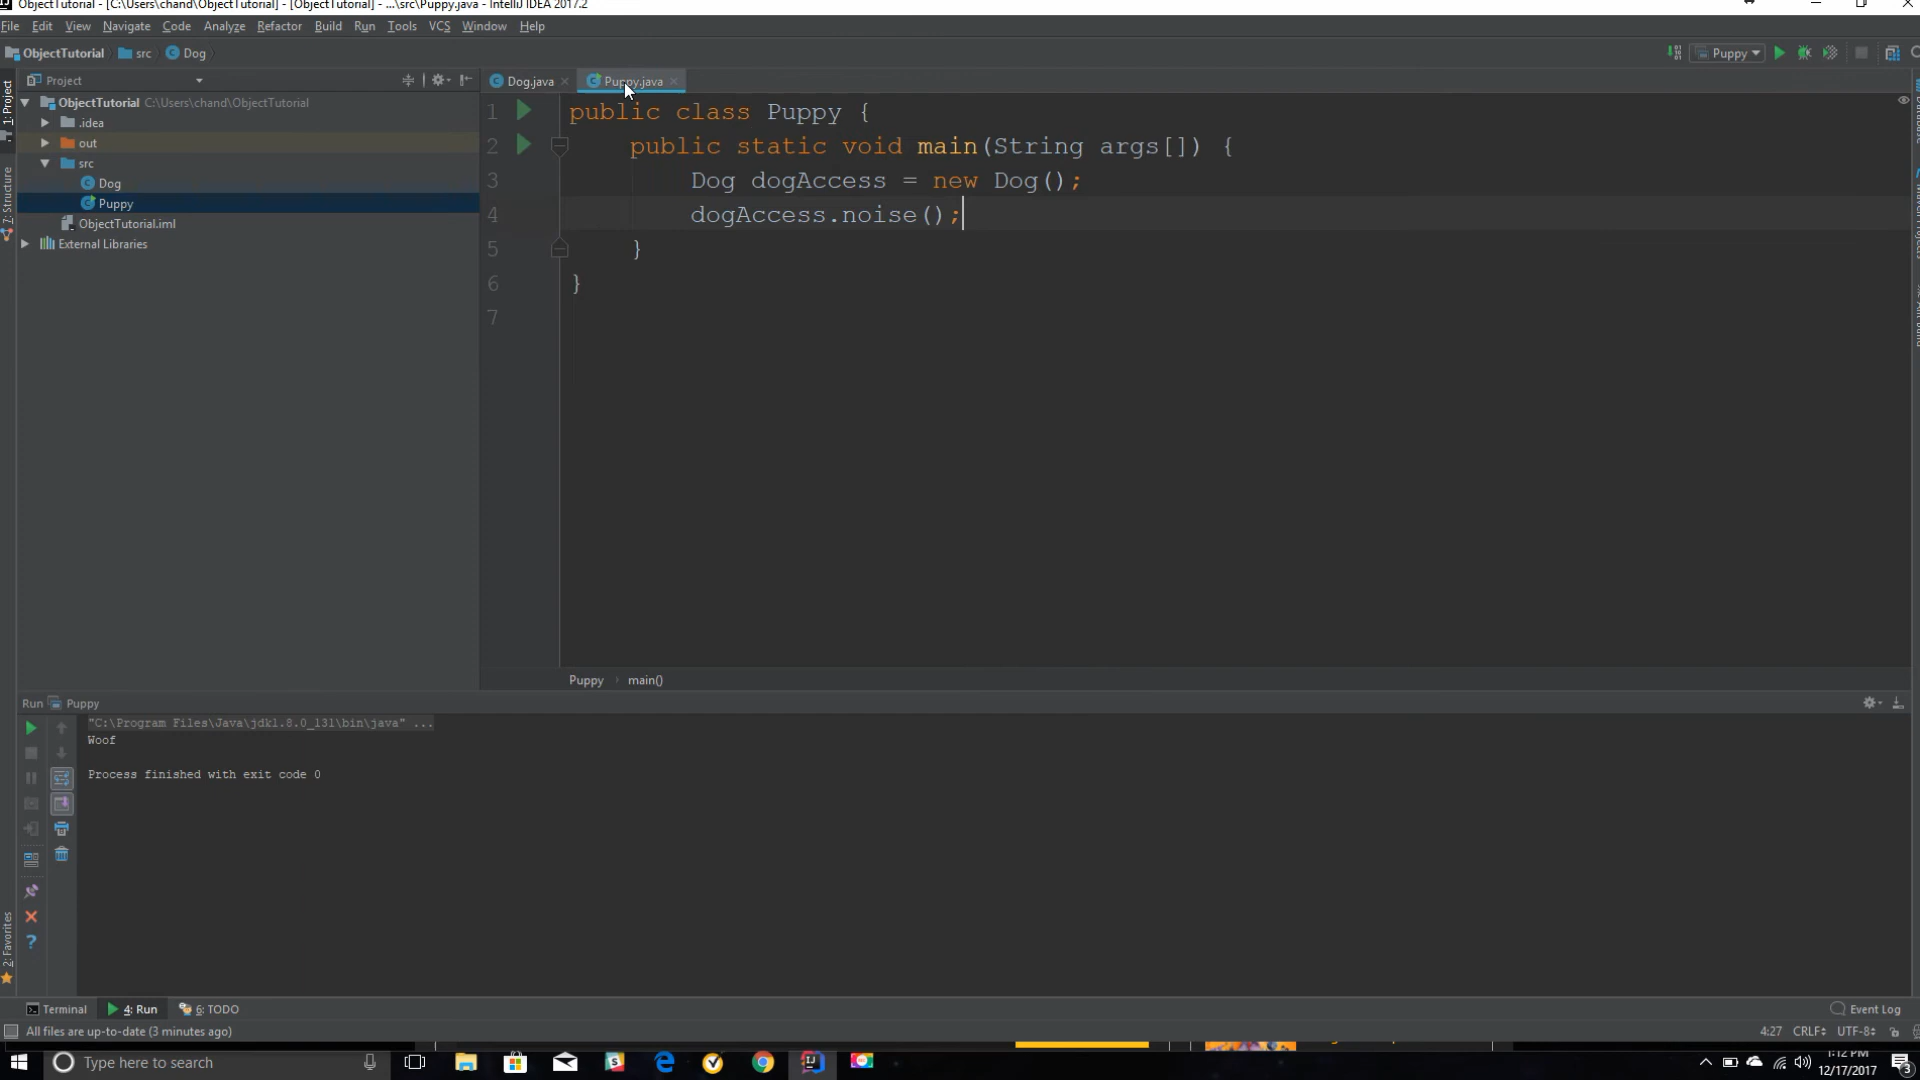 ObjectTutorial - [C:\Users\chand\ObjectTutorial] - [ObjectTutorial] - ...\src\Puppy.java - IntelliJ IDEA 2017.2
File Edit View Navigate Code Analyze Refactor Build Run Tools VCS Window Help
ObjectTutorial src Dog
Puppy
1: Project
Project
Dog.java Puppy.java
ObjectTutorial C:\Users\chand\ObjectTutorial
.idea
out
src
Dog
Puppy
ObjectTutorial.iml
External Libraries
7: Structure
1 public class Puppy {
2 public static void main(String args[]) {
3 Dog dogAccess = new Dog();
4 dogAccess.noise();
5 }
6 }
7
Puppy main()
Run Puppy
"C:\Program Files\Java\jdk1.8.0_131\bin\java" ...
Woof
Process finished with exit code 0
2: Favorites
Terminal 4: Run 6: TODO
Event Log
All files are up-to-date (3 minutes ago)
4:27 CRLF UTF-8
Type here to search
1:12 PM
12/17/2017
3